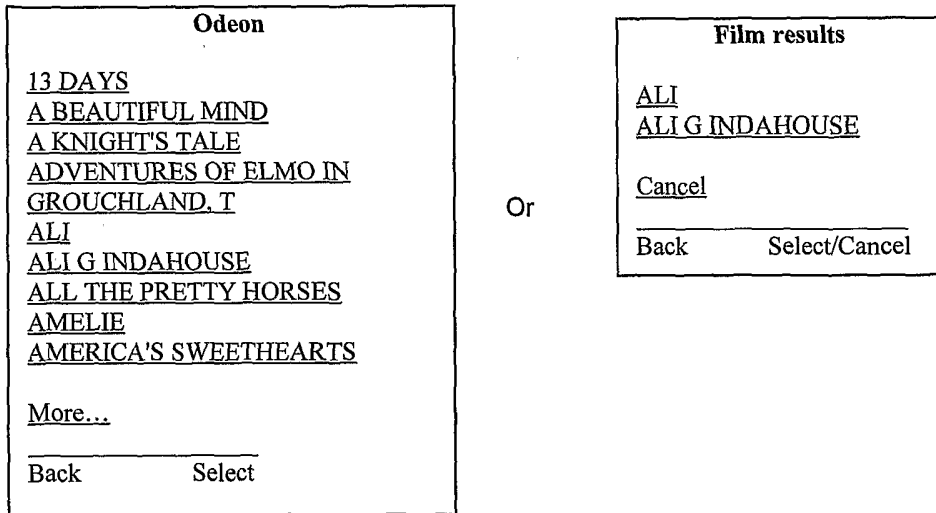 Odeon
13 DAYS
A BEAUTIFUL MIND
A KNIGHT'S TALE
ADVENTURES OF ELMO IN
GROUCHLAND, T
ALI
ALI G INDAHOUSE
ALL THE PRETTY HORSES
AMELIE
AMERICA'S SWEETHEARTS
More...
Back Select
Or
Film results
ALI
ALI G INDAHOUSE
Cancel
Back Select/Cancel